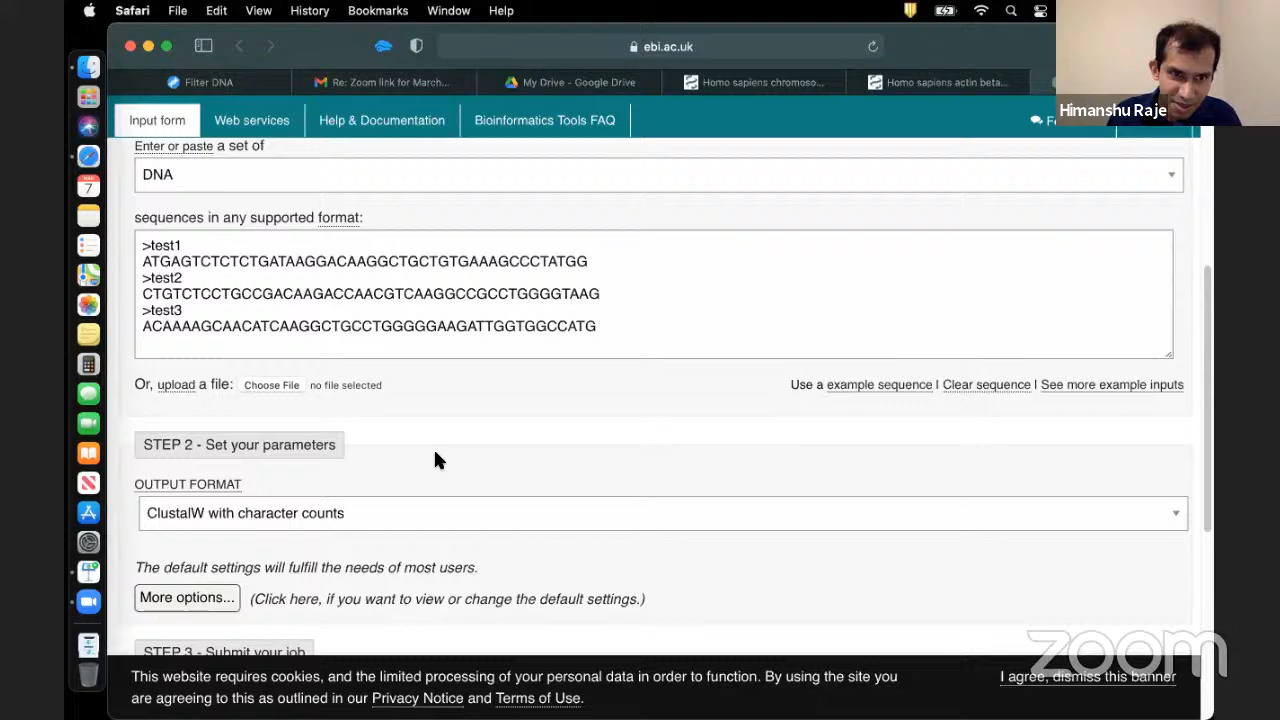 Safari File Edit View History Bookmarks Window Help
ebi.ac.uk
Filter DNA
Re: Zoom link for March...
My Drive - Google Drive
Homo sapiens chromoso...
Homo sapiens actin beta...
Input form
Web services
Help & Documentation
Bioinformatics Tools FAQ
Himanshu Raje
Enter or paste a set of
DNA
sequences in any supported format:
>test1
ATGAGTCTCTCTGATAAGGACAAGGCTGCTGTGAAAGCCCTATGG
>test2
CTGTCTCCTGCCGACAAGACCAACGTCAAGGCCGCCTGGGGTAAG
>test3
ACAAAAGCAACATCAAGGCTGCCTGGGGGAAGATTGGTGGCCATG
Or, upload a file: Choose File no file selected
Use a example sequence | Clear sequence | See more example inputs
STEP 2 - Set your parameters
OUTPUT FORMAT
ClustalW with character counts
The default settings will fulfill the needs of most users.
More options... (Click here, if you want to view or change the default settings.)
STEP 3 - Submit your job
zoom
This website requires cookies, and the limited processing of your personal data in order to function. By using the site you
are agreeing to this as outlined in our Privacy Notice and Terms of Use.
I agree, dismiss this banner
7